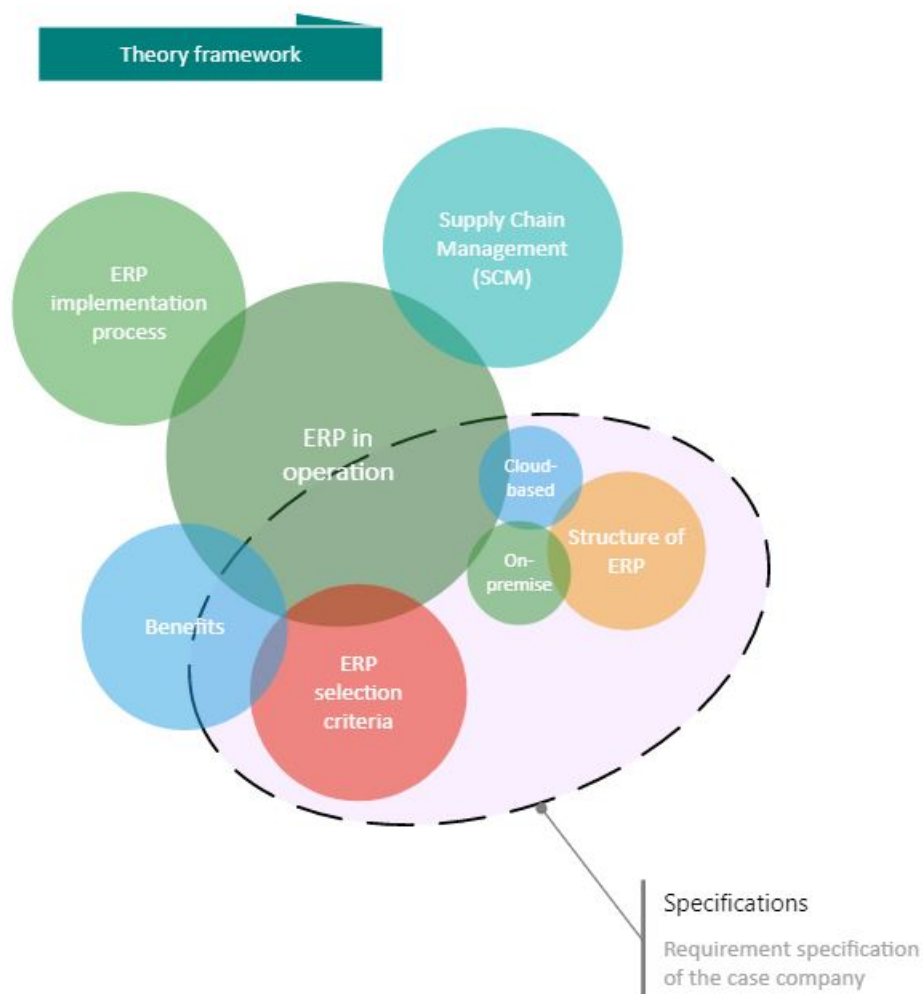 Theory framework
Supply Chain
Management
(SCM)
ERP
implementation
process
ERP in
operation
Cloud-
based
Structure of
ERP
On-
premise
Benefits
ERP
selection
criteria
Specifications
Requirement specification
of the case company